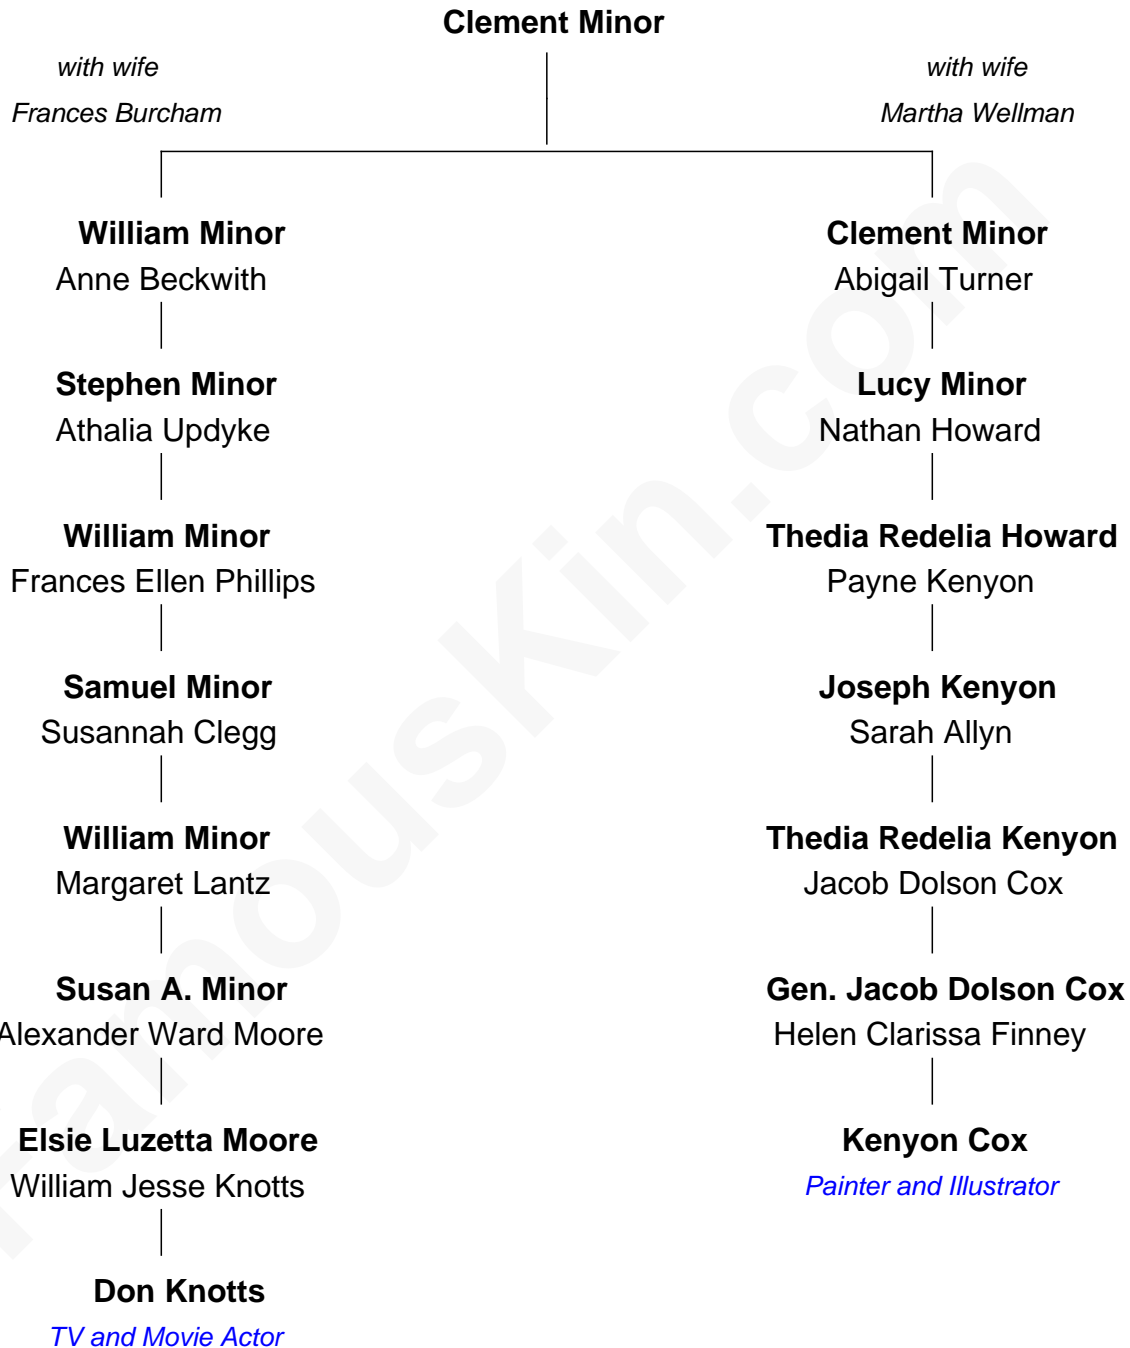 Clement Minor
with wife
Frances Burcham
with wife
Martha Wellman
William Minor
Anne Beckwith
Stephen Minor
Athalia Updyke
William Minor
Frances Ellen Phillips
Samuel Minor
Susannah Clegg
William Minor
Margaret Lantz
Susan A. Minor
Alexander Ward Moore
Elsie Luzetta Moore
William Jesse Knotts
Don Knotts
TV and Movie Actor
Clement Minor
Abigail Turner
Lucy Minor
Nathan Howard
Thedia Redelia Howard
Payne Kenyon
Joseph Kenyon
Sarah Allyn
Thedia Redelia Kenyon
Jacob Dolson Cox
Gen. Jacob Dolson Cox
Helen Clarissa Finney
Kenyon Cox
Painter and Illustrator
FamousKin.com